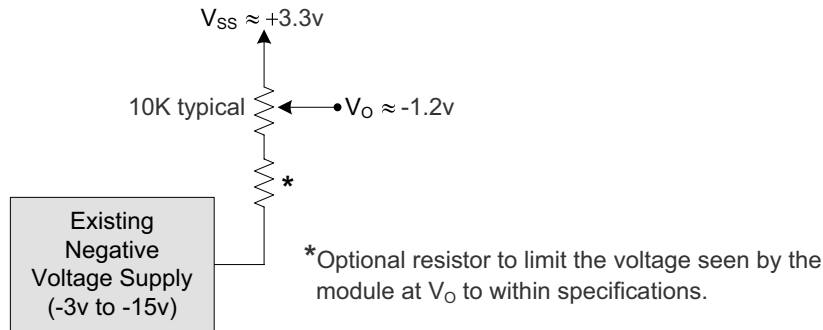 VSS ≈ +3.3v
10K typical
VO ≈ -1.2v
*
Existing
Negative
Voltage Supply
(-3v to -15v)
*Optional resistor to limit the voltage seen by the
module at VO to within specifications.